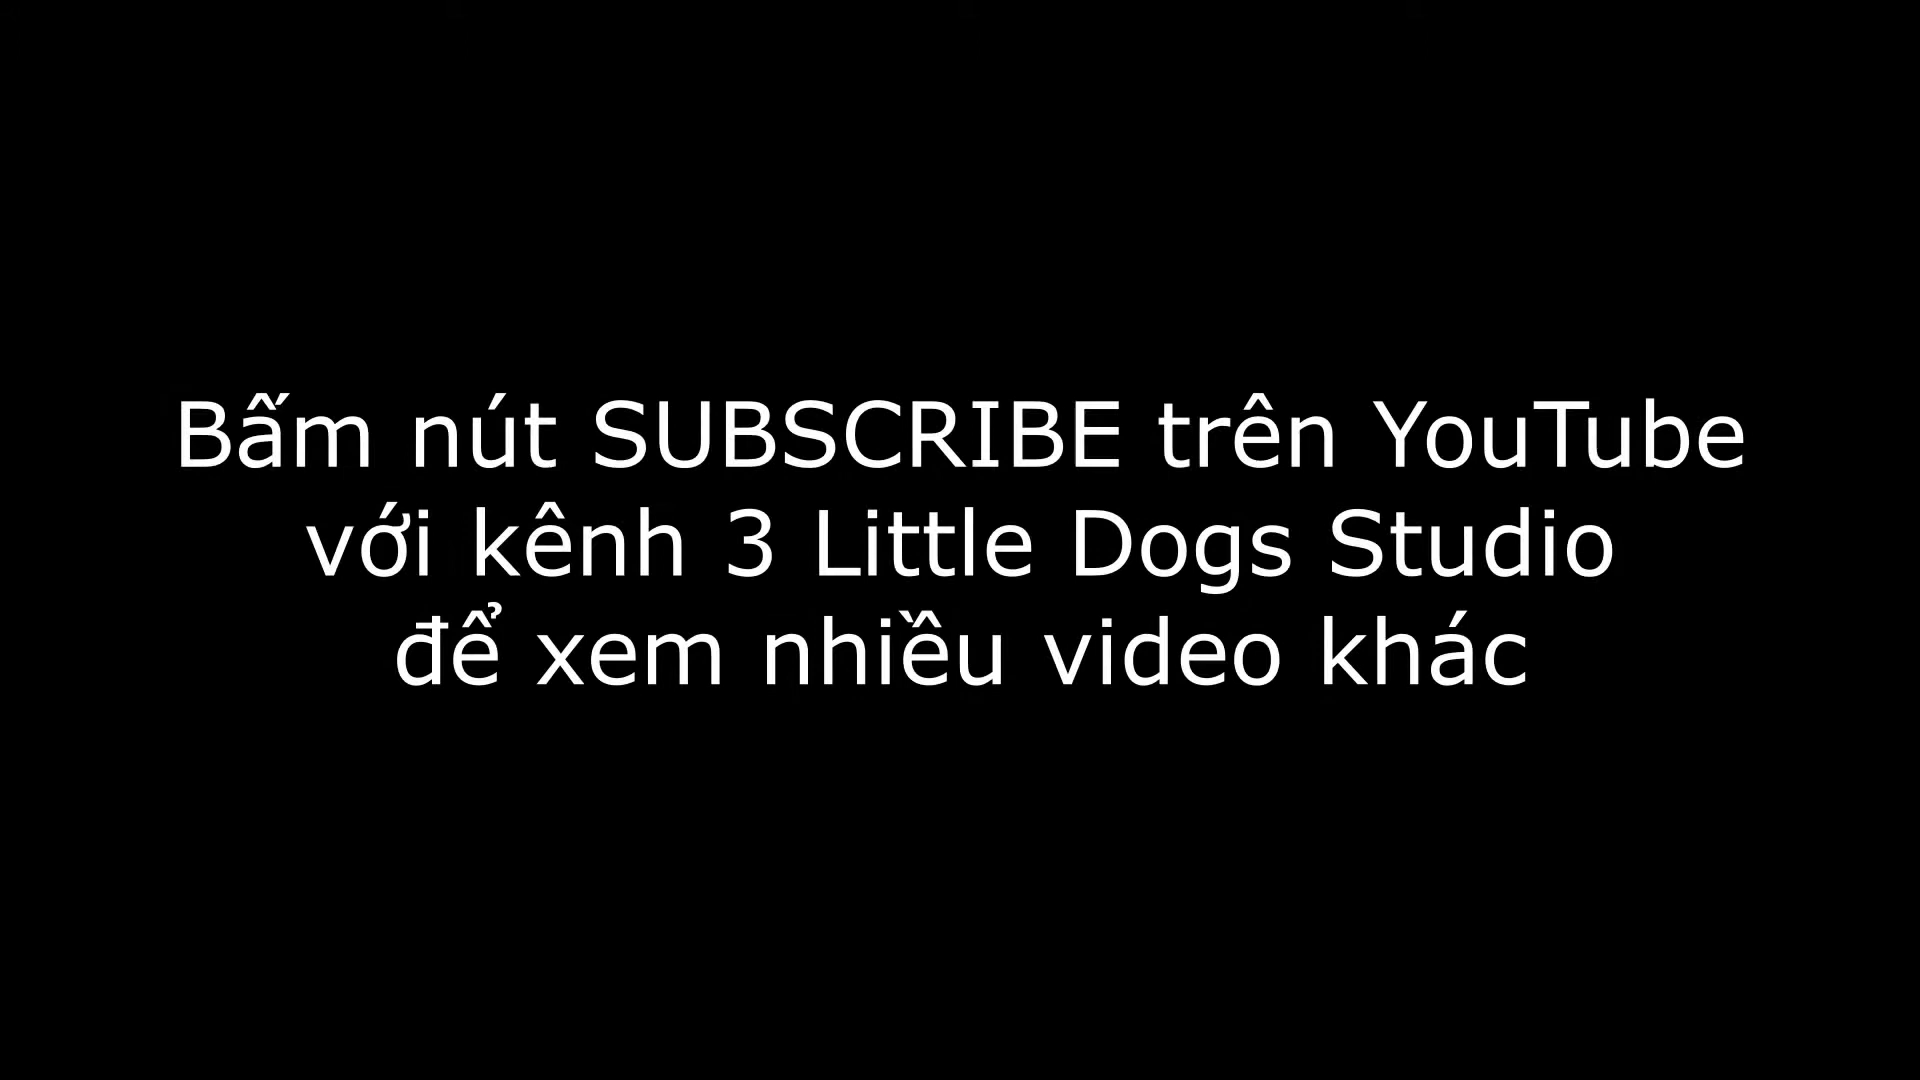 Bấm nút SUBSCRIBE trên YouTube
với kênh 3 Little Dogs Studio
để xem nhiều video khác